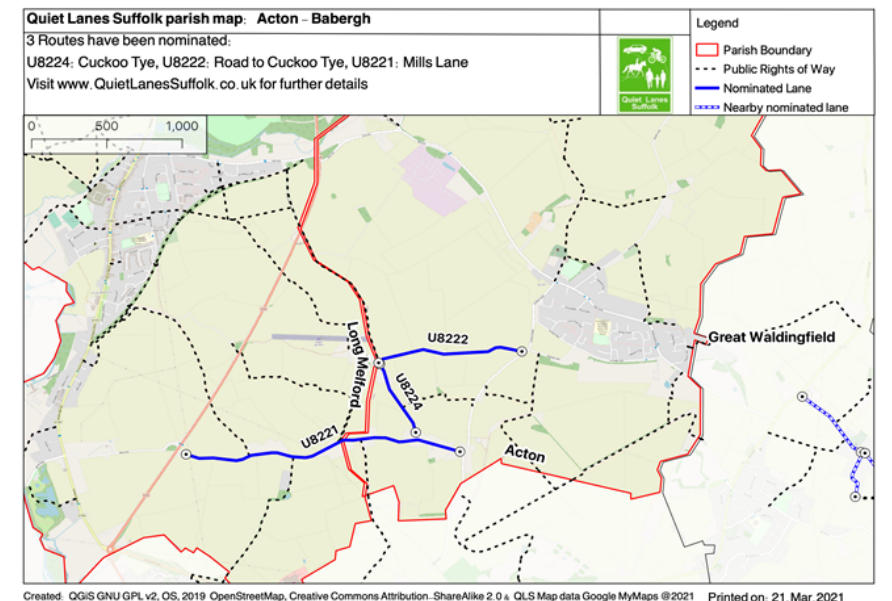 Quiet Lanes Suffolk parish map: Acton - Babergh
3 Routes have been nominated:
U8224: Cuckoo Tye, U8222: Road to Cuckoo Tye, U8221: Mills Lane
Visit www.QuietLanesSuffolk.co.uk for further details
Quiet Lanes
Suffolk
Legend
Parish Boundary
Public Rights of Way
Nominated Lane
Nearby nominated lane
0 500 1,000
Great Waldingfield
U8222
Long Melford
U8224
U8221
Acton
Created: QGiS GNU GPL v2, OS, 2019 OpenStreetMap, Creative Commons Attribution-ShareAlike 2.0 & QLS Map data Google MyMaps @2021 Printed on: 21 Mar 2021